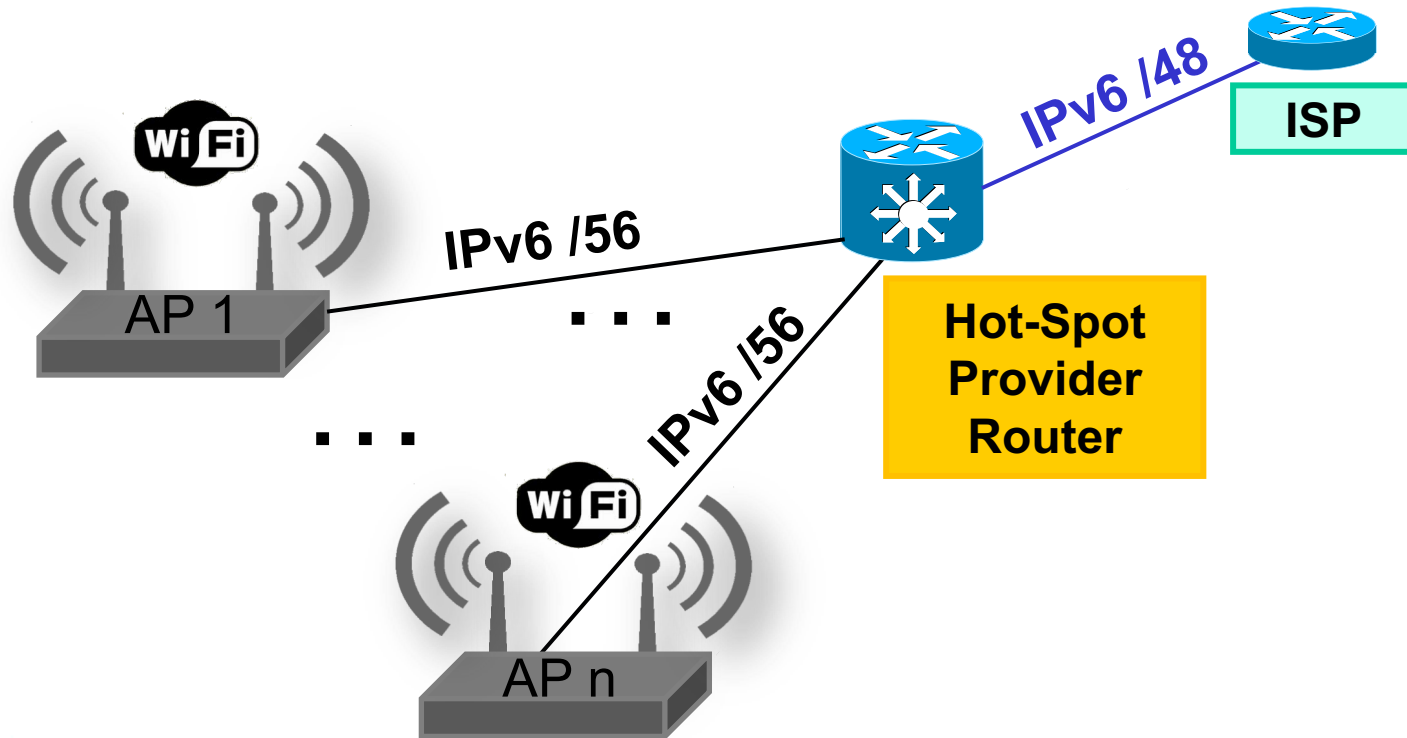 IPv6 /48
ISP
Wi Fi
IPv6 /56
AP 1
. . .
Hot-Spot
Provider
Router
IPv6 /56
. . .
Wi Fi
AP n